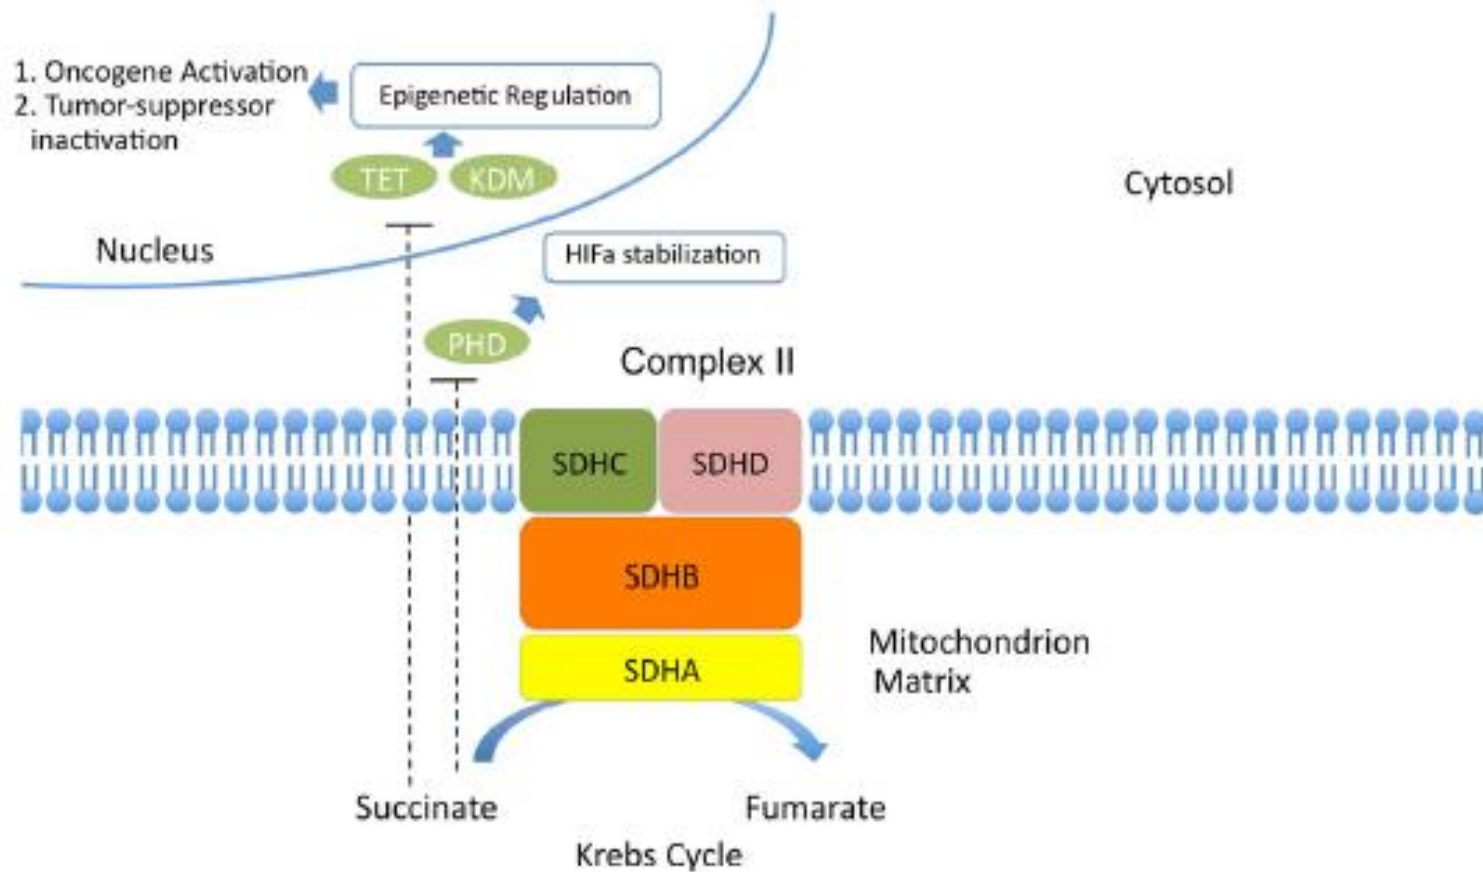 1. Oncogene Activation
2. Tumor-suppressor
inactivation
Epigenetic Regulation
TET
KDM
Cytosol
Nucleus
HIFa stabilization
PHD
Complex II
SDHC
SDHD
SDHB
SDHA
Mitochondrion
Matrix
Succinate
Fumarate
Krebs Cycle